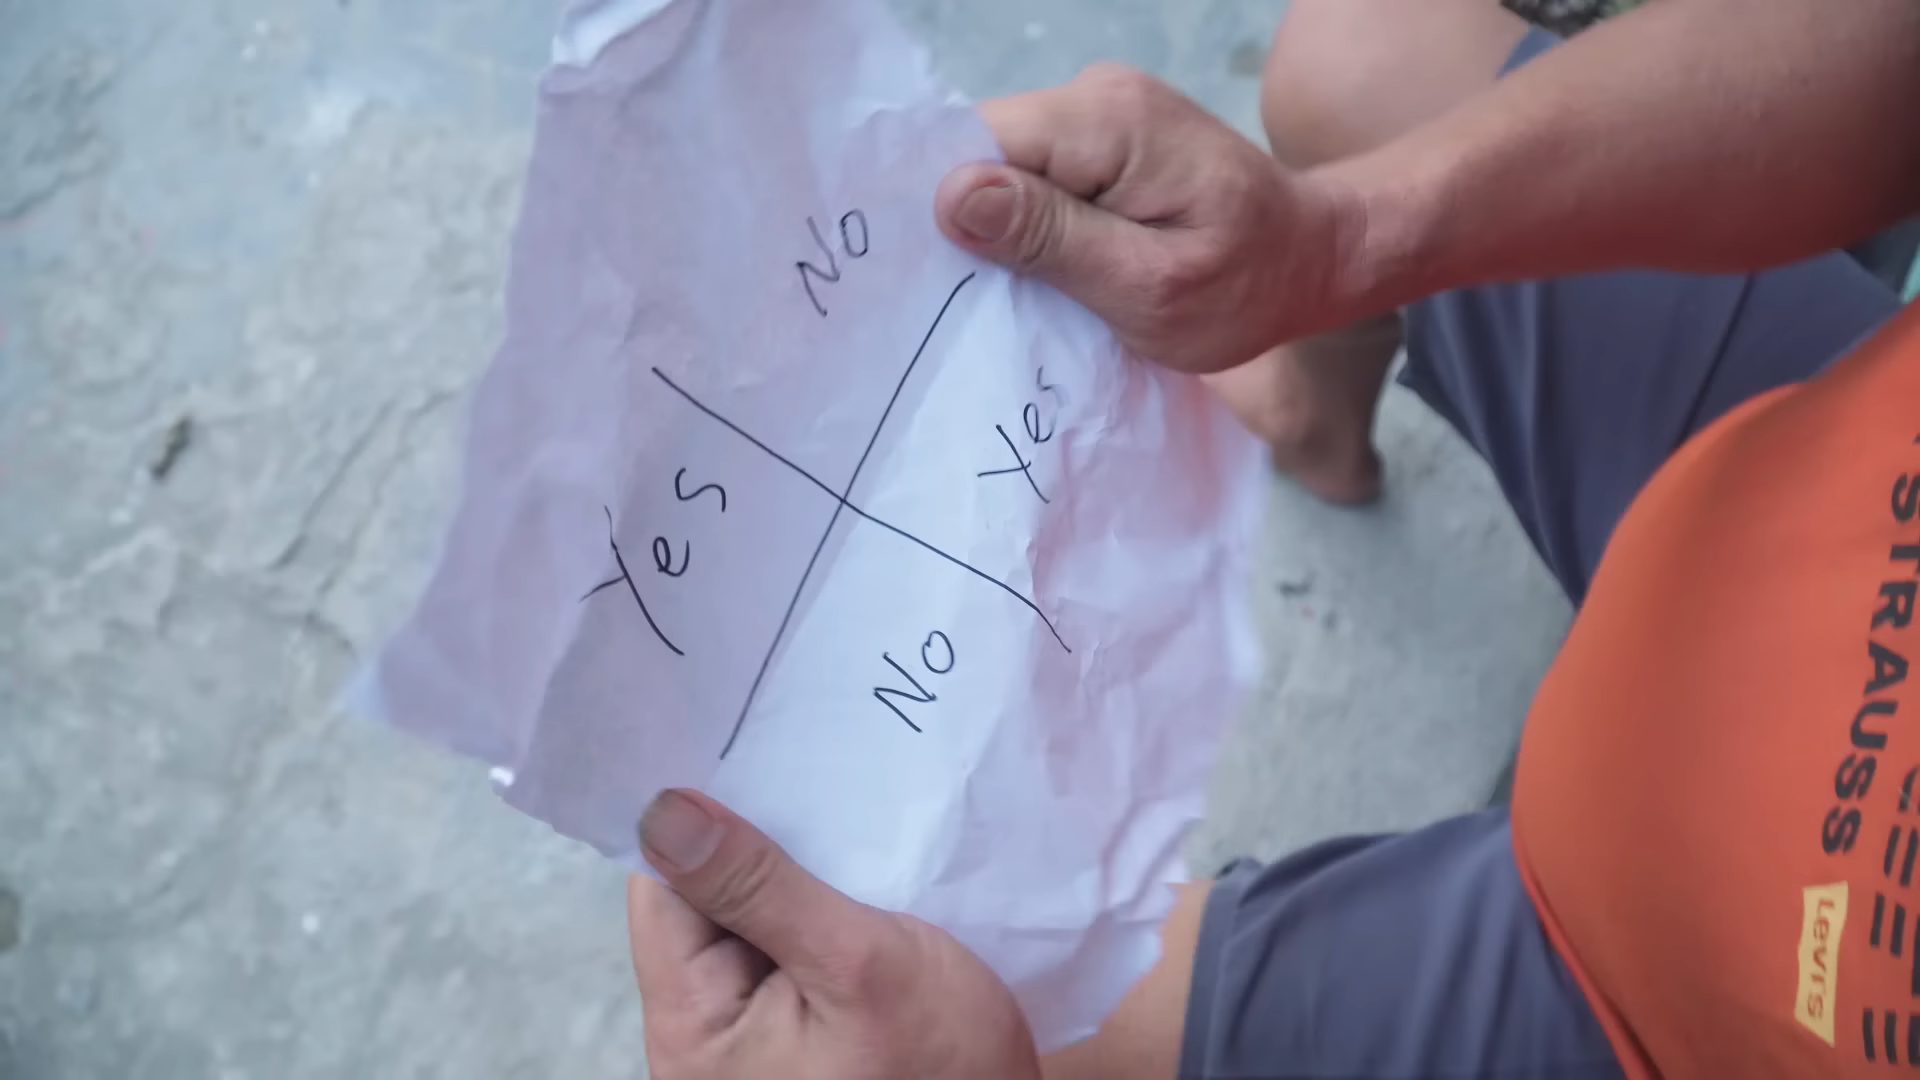 No
Yes
Yes
No
STRAUSS
Levi's